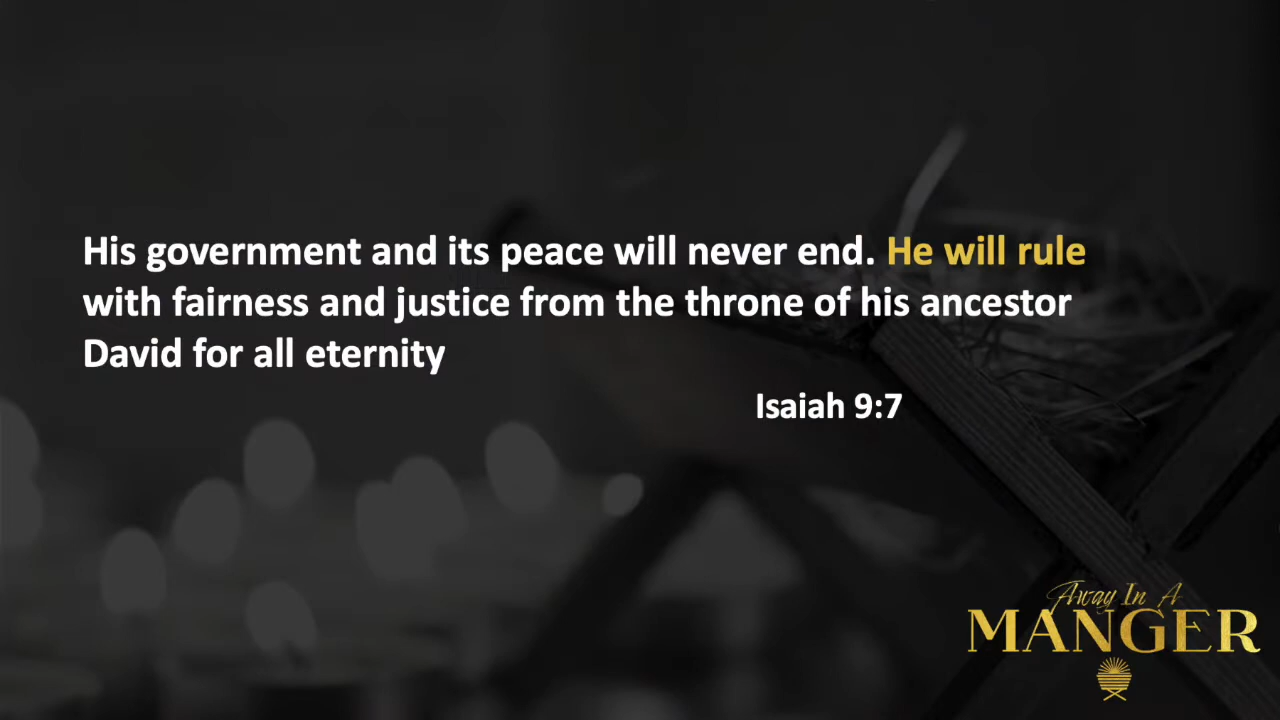 His government and its peace will never end. He will rule
with fairness and justice from the throne of his ancestor
David for all eternity
Isaiah 9:7
Away In A
MANGER